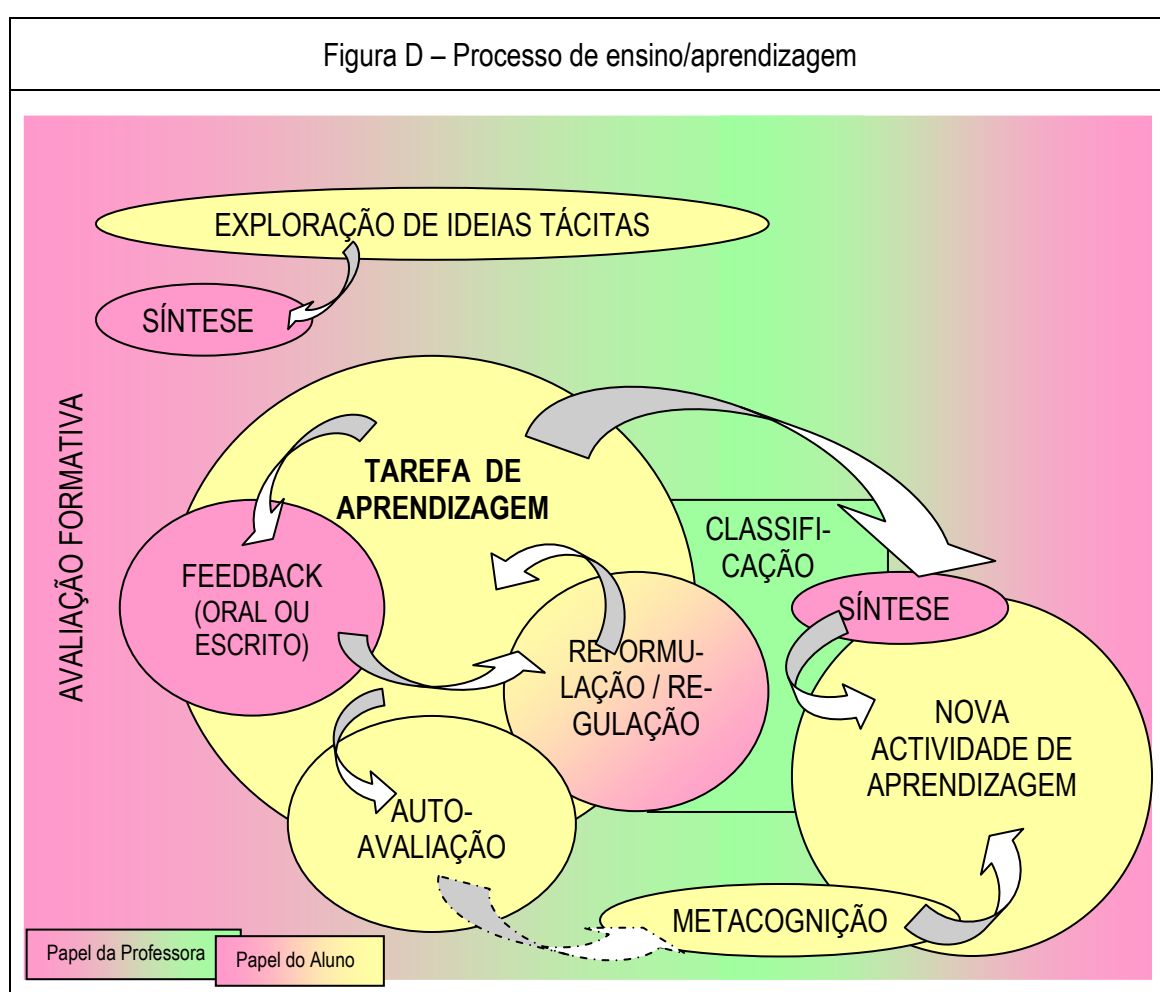 Figura D – Processo de ensino/aprendizagem
EXPLORAÇÃO DE IDEIAS TÁCITAS
SÍNTESE
AVALIAÇÃO FORMATIVA
TAREFA DE
APRENDIZAGEM
FEEDBACK
(ORAL OU
ESCRITO)
REFORMU-
LAÇÃO / RE-
GULAÇÃO
CLASSIFI-
CAÇÃO
SÍNTESE
NOVA
ACTIVIDADE DE
APRENDIZAGEM
AUTO-
AVALIAÇÃO
METACOGNIÇÃO
Papel da Professora
Papel do Aluno